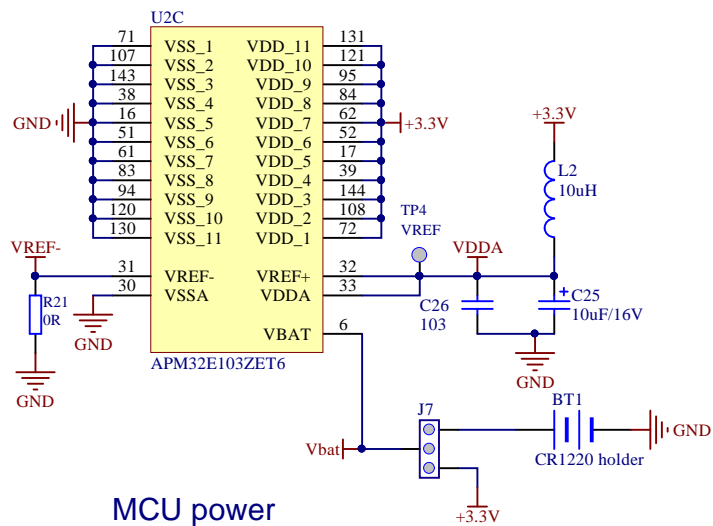 U2C
71 VSS_1 VDD_11 131
107 VSS_2 VDD_10 121
143 VSS_3 VDD_9 95
38 VSS_4 VDD_8 84
GND 16 VSS_5 VDD_7 62 +3.3V
51 VSS_6 VDD_6 52
61 VSS_7 VDD_5 17
83 VSS_8 VDD_4 39
94 VSS_9 VDD_3 144
120 VSS_10 VDD_2 108
130 VSS_11 VDD_1 72
VREF-
31 VREF- VREF+ 32
30 VSSA VDDA 33
VBAT 6
APM32E103ZET6
R21
0R
GND
GND
TP4
VREF
VDDA
+3.3V
L2
10uH
C26
103
C25
+
10uF/16V
GND
J7
BT1
GND
Vbat
CR1220 holder
+3.3V
MCU power